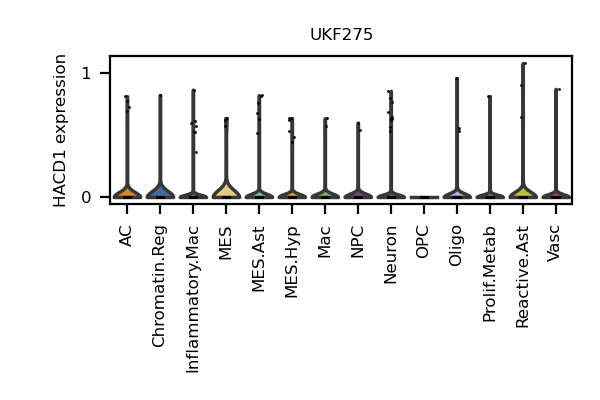 UKF275
HACD1 expression
1
0
AC
Chromatin.Reg
Inflammatory.Mac
MES
MES.Ast
MES.Hyp
Mac
NPC
Neuron
OPC
Oligo
Prolif.Metab
Reactive.Ast
Vasc